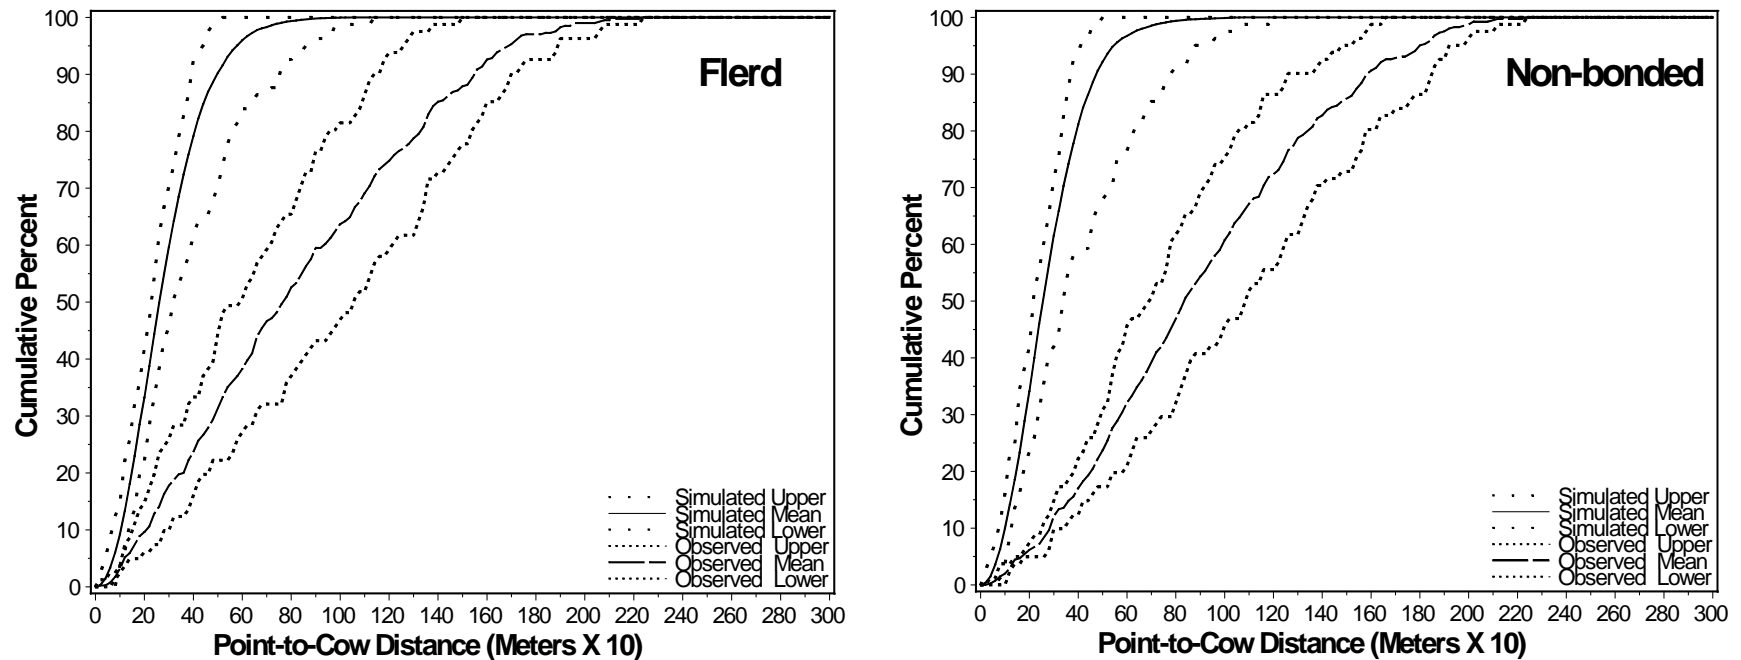 Flerd
Cumulative Percent
100
90
80
70
60
50
40
30
20
10
0
0 20 40 60 80 100 120 140 160 180 200 220 240 260 280 300
Point-to-Cow Distance (Meters X 10)
Simulated Upper
Simulated Mean
Simulated Lower
Observed Upper
Observed Mean
Observed Lower
Non-bonded
Cumulative Percent
100
90
80
70
60
50
40
30
20
10
0
0 20 40 60 80 100 120 140 160 180 200 220 240 260 280 300
Point-to-Cow Distance (Meters X 10)
Simulated Upper
Simulated Mean
Simulated Lower
Observed Upper
Observed Mean
Observed Lower